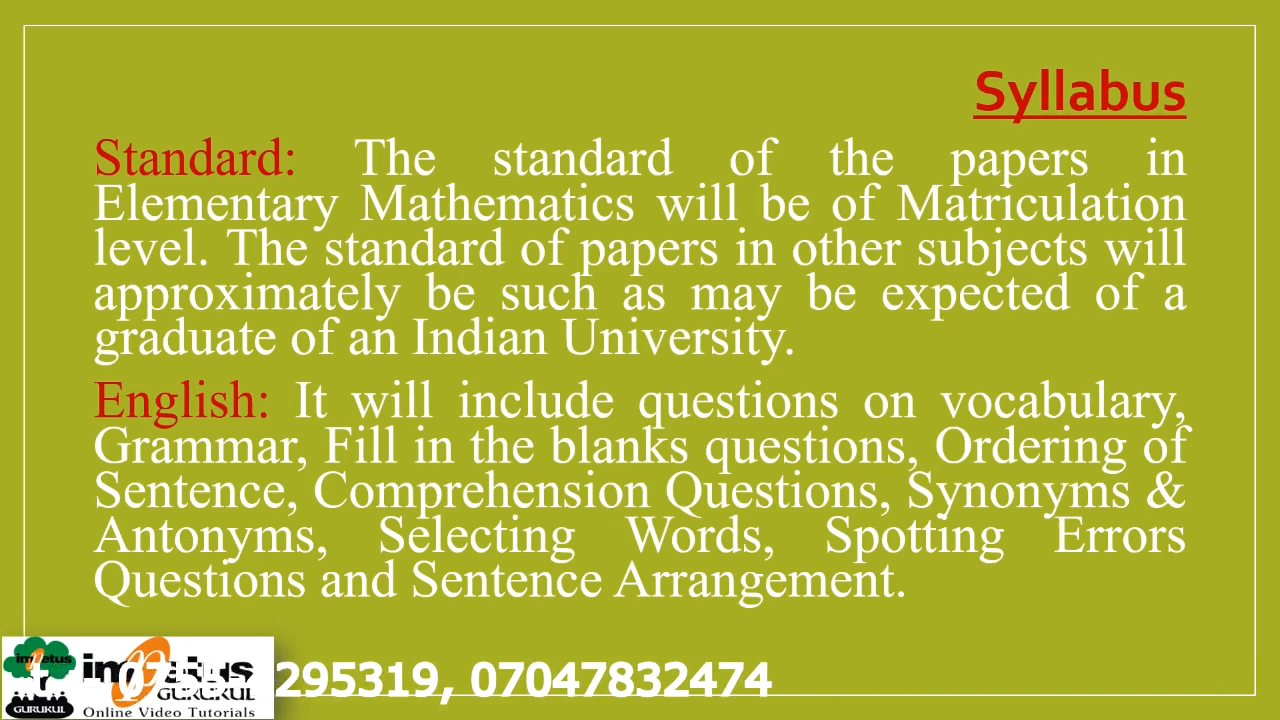 Syllabus
Standard: The standard of the papers in
Elementary Mathematics will be of Matriculation
level. The standard of papers in other subjects will
approximately be such as may be expected of a
graduate of an Indian University.
English: It will include questions on vocabulary,
Grammar, Fill in the blanks questions, Ordering of
Sentence, Comprehension Questions, Synonyms &
Antonyms, Selecting Words, Spotting Errors
Questions and Sentence Arrangement.
impetus
GURUKUL
impetus
GURUKUL
Online Video Tutorials
295319, 07047832474